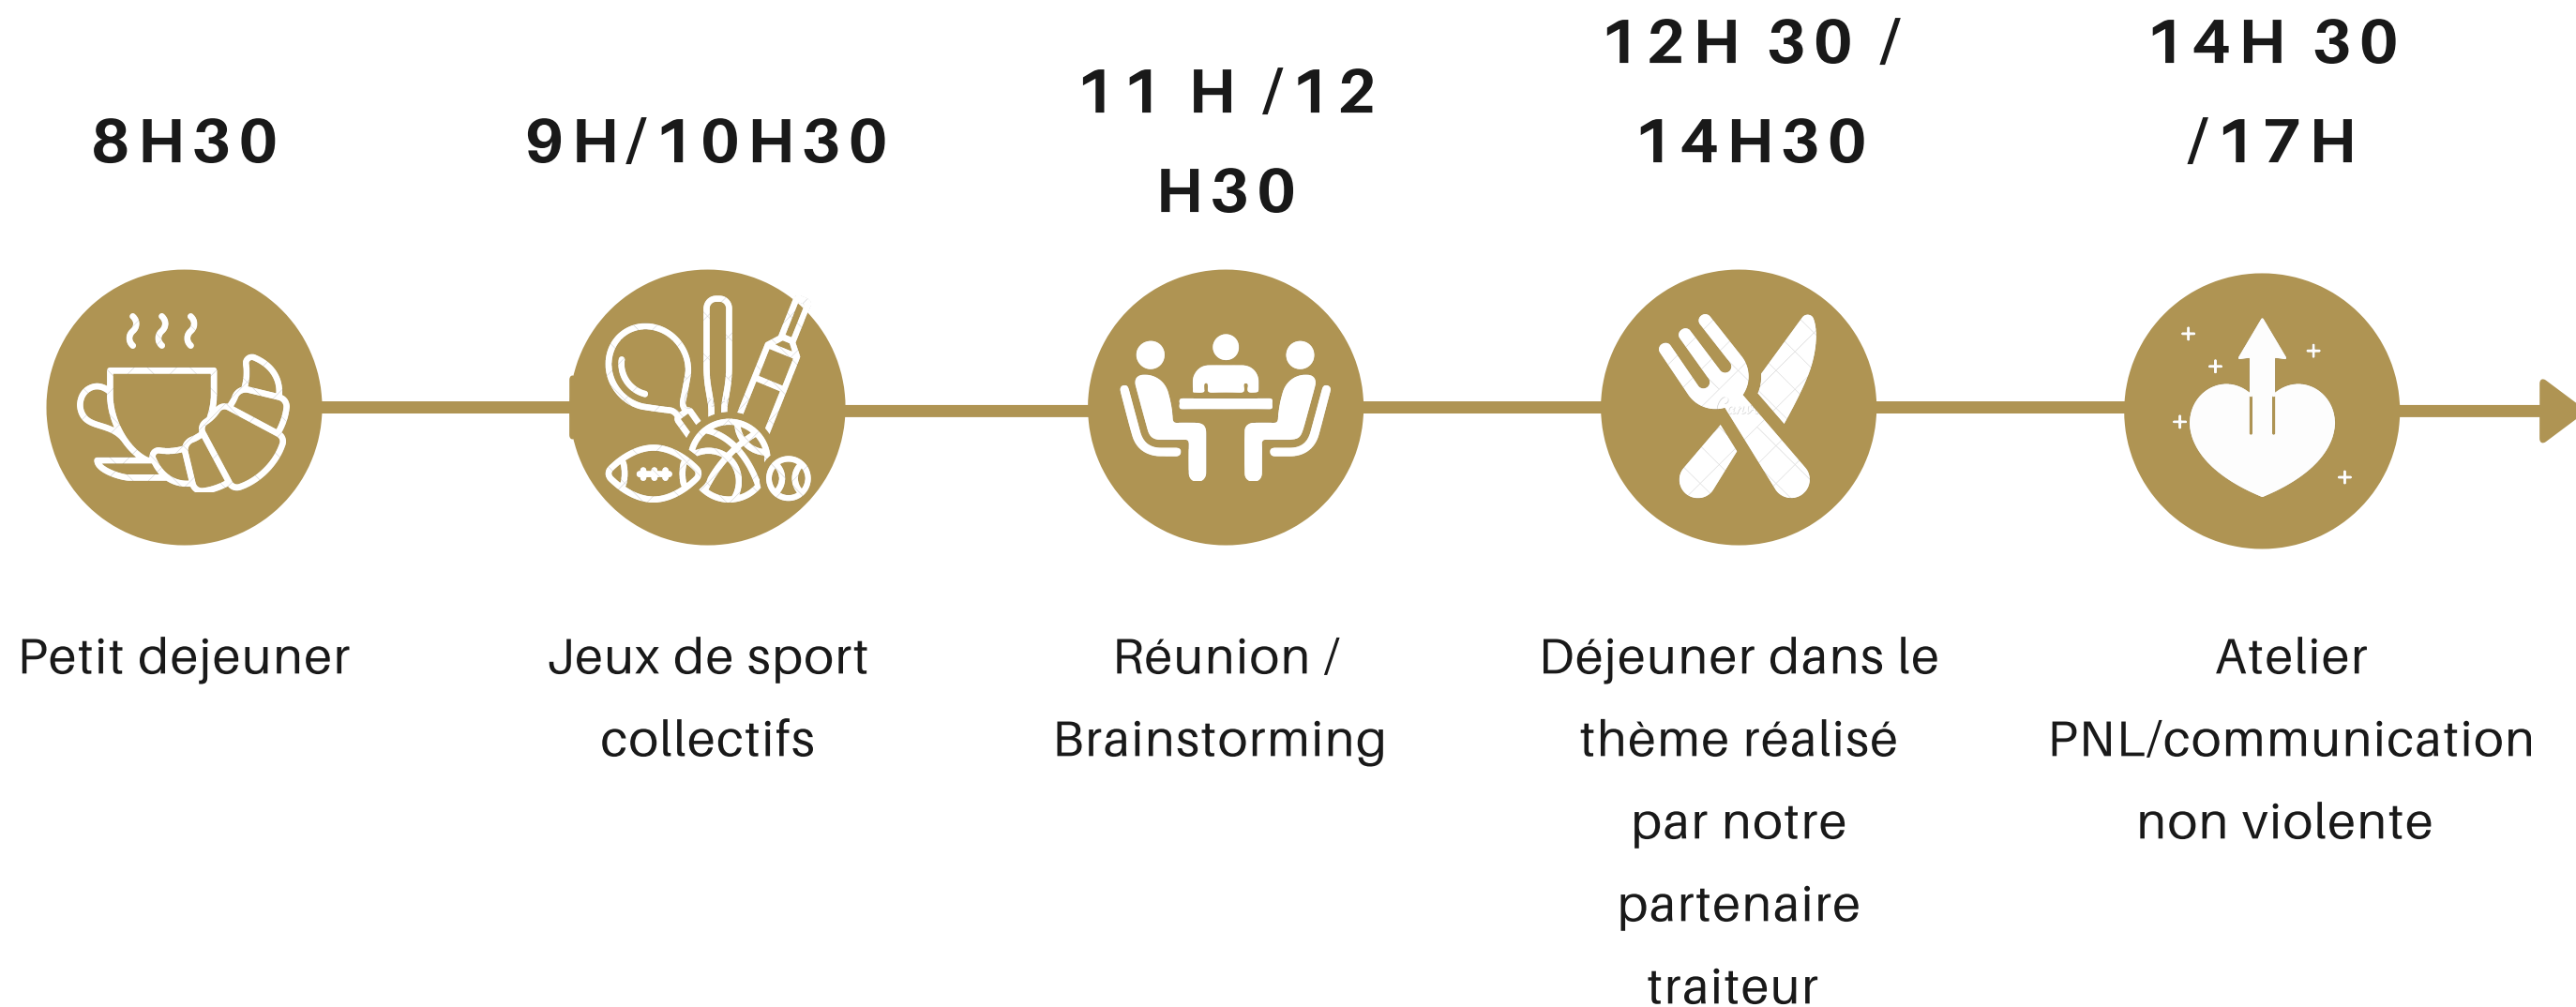 8H30
Petit dejeuner
9H/10H30
Jeux de sport
collectifs
11 H /12
H30
Réunion /
Brainstorming
12H 30 /
14H30
Déjeuner dans le
thème réalisé
par notre
partenaire
traiteur
14H 30
/17H
Atelier
PNL/communication
non violente